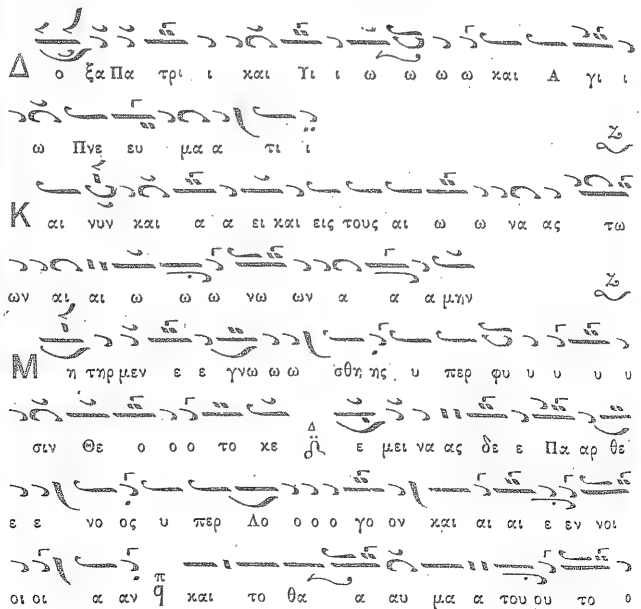 Δ ο ξα Πα τρι ι και Υι ι ω ω ω ω και Α γι ι
ω Πνε ευ μα α τι ι
Κ αι νυν και α α ει και εις τους αι ω ω να ας τω
ων αι αι ω ω ω νω ων α α α μην
Μ η τηρ μεν ε ε γνω ω ω σθη ης υ περ φυ υ υ υ υ
σιν Θε ο ο ο το κε Δ ε μει να ας δε ε Πα αρ θε
ε ε νο ος υ περ Λο ο ο ο γο ον και αι αι ε εν νοι
οι οι α αν π q και το θα α αυ μα α του ου το ο